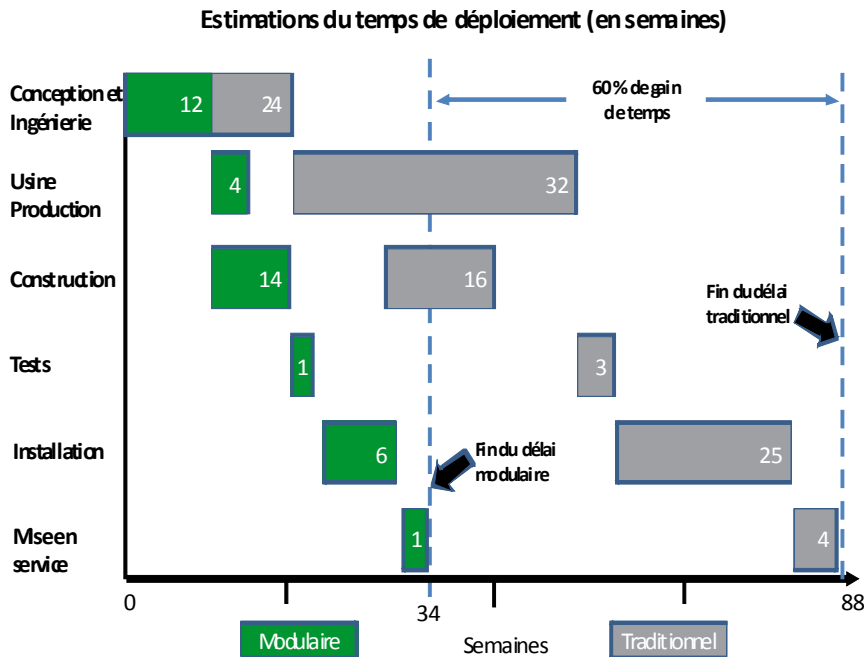 Estimations du temps de déploiement (en semaines)
Conception et
Ingénierie
12
24
60% de gain
de temps
Usine
Production
4
32
Construction
14
16
Fin du délai
traditionnel
Tests
1
3
Installation
6
25
Fin du délai
modulaire
Mise en
service
1
4
0
34
88
Modulaire
Semaines
Traditionnel